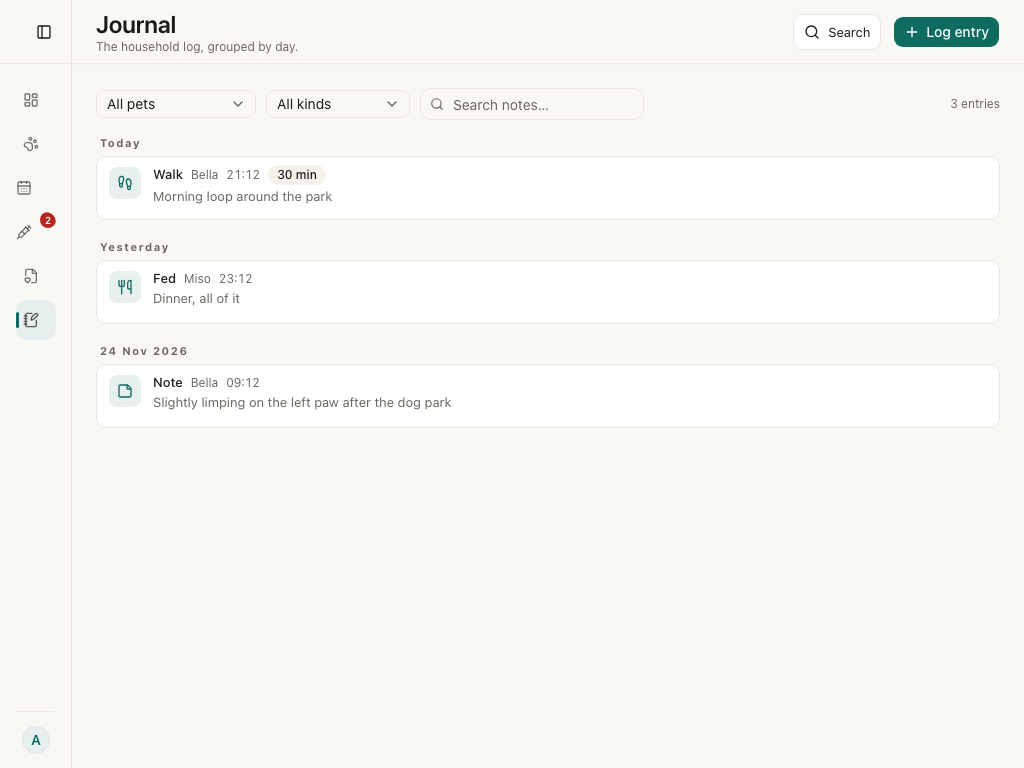 Journal
The household log, grouped by day.
Search
Log entry
All pets
All kinds
Search notes...
3 entries
Today
Walk Bella 21:12 30 min
Morning loop around the park
2
Yesterday
Fed Miso 23:12
Dinner, all of it
24 Nov 2026
Note Bella 09:12
Slightly limping on the left paw after the dog park
A